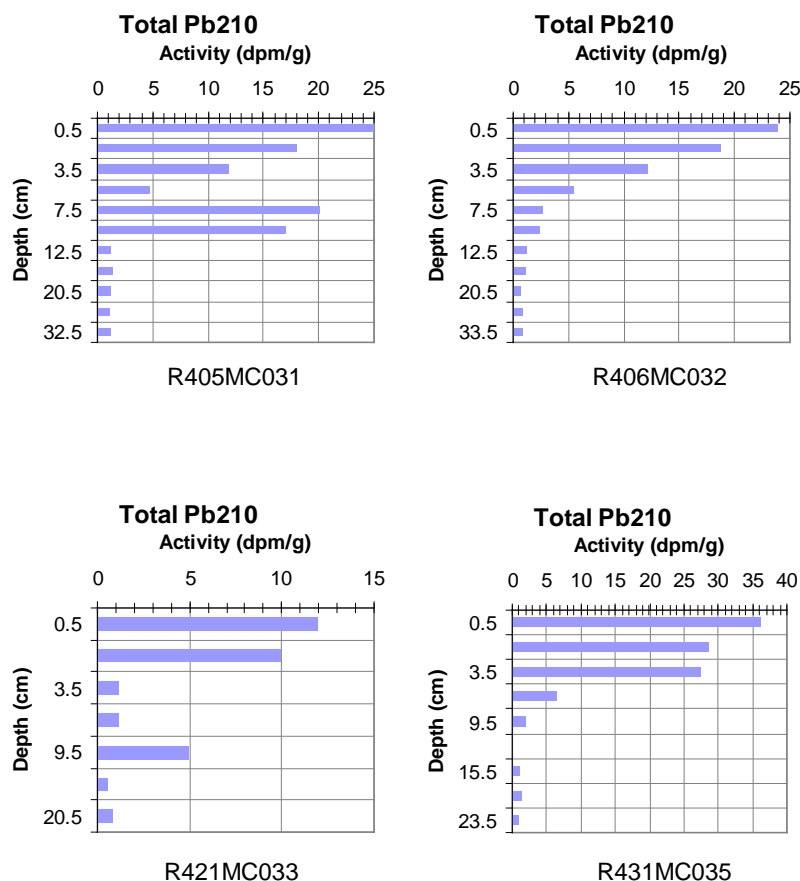 Total Pb210
Activity (dpm/g)
0 5 10 15 20 25
Depth (cm)
0.5
3.5
7.5
12.5
20.5
32.5
R405MC031
Total Pb210
Activity (dpm/g)
0 5 10 15 20 25
Depth (cm)
0.5
3.5
7.5
12.5
20.5
33.5
R406MC032
Total Pb210
Activity (dpm/g)
0 5 10 15
Depth (cm)
0.5
3.5
9.5
20.5
R421MC033
Total Pb210
Activity (dpm/g)
0 5 10 15 20 25 30 35 40
Depth (cm)
0.5
3.5
9.5
15.5
23.5
R431MC035